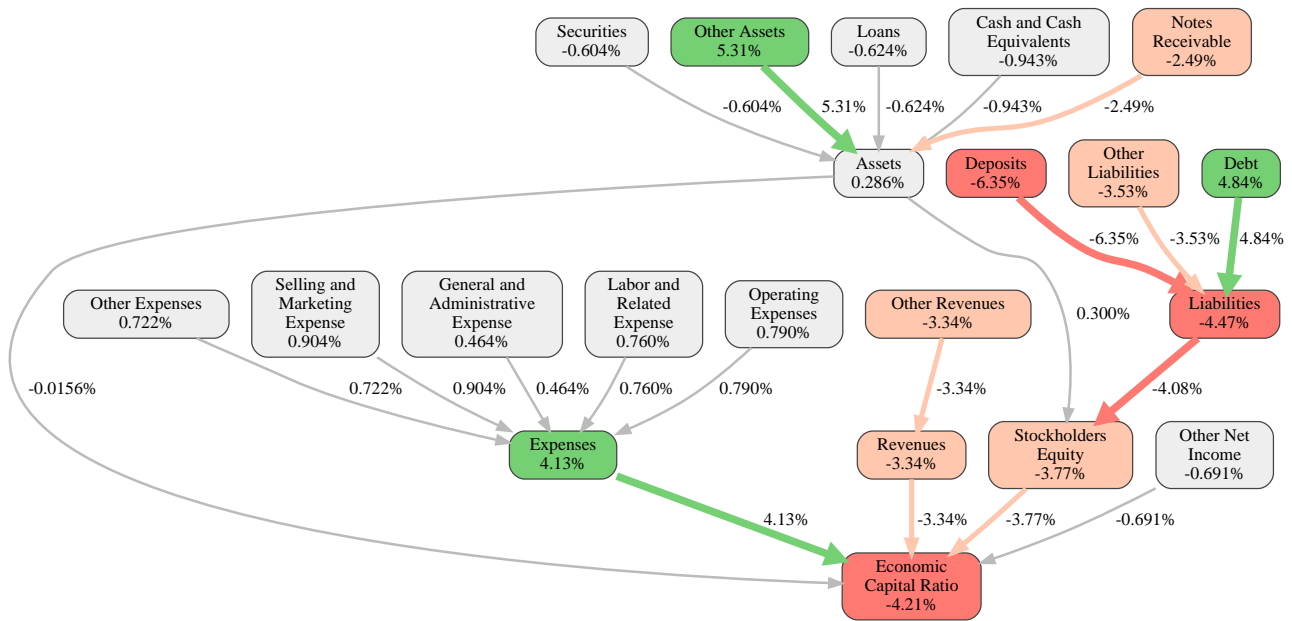 Securities
-0.604%
Other Assets
5.31%
Loans
-0.624%
Cash and Cash
Equivalents
-0.943%
Notes
Receivable
-2.49%
-0.604%
5.31%
-0.624%
-0.943%
-2.49%
Assets
0.286%
Deposits
-6.35%
Other
Liabilities
-3.53%
Debt
4.84%
-6.35%
-3.53%
4.84%
Other Expenses
0.722%
Selling and
Marketing
Expense
0.904%
General and
Administrative
Expense
0.464%
Labor and
Related
Expense
0.760%
Operating
Expenses
0.790%
Other Revenues
-3.34%
0.300%
Liabilities
-4.47%
-0.0156%
0.722%
0.904%
0.464%
0.760%
0.790%
-3.34%
-4.08%
Expenses
4.13%
Revenues
-3.34%
Stockholders
Equity
-3.77%
Other Net
Income
-0.691%
4.13%
-3.34%
-3.77%
-0.691%
Economic
Capital Ratio
-4.21%